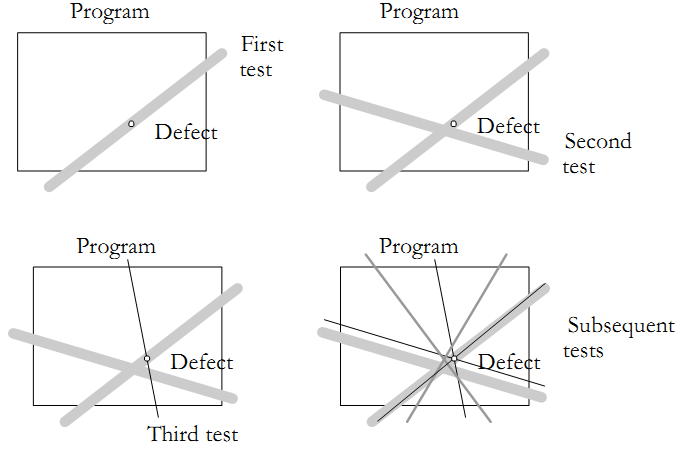 Program
First
test
Defect
Program
Defect
Second
test
Program
Defect
Third test
Program
Defect
Subsequent
tests